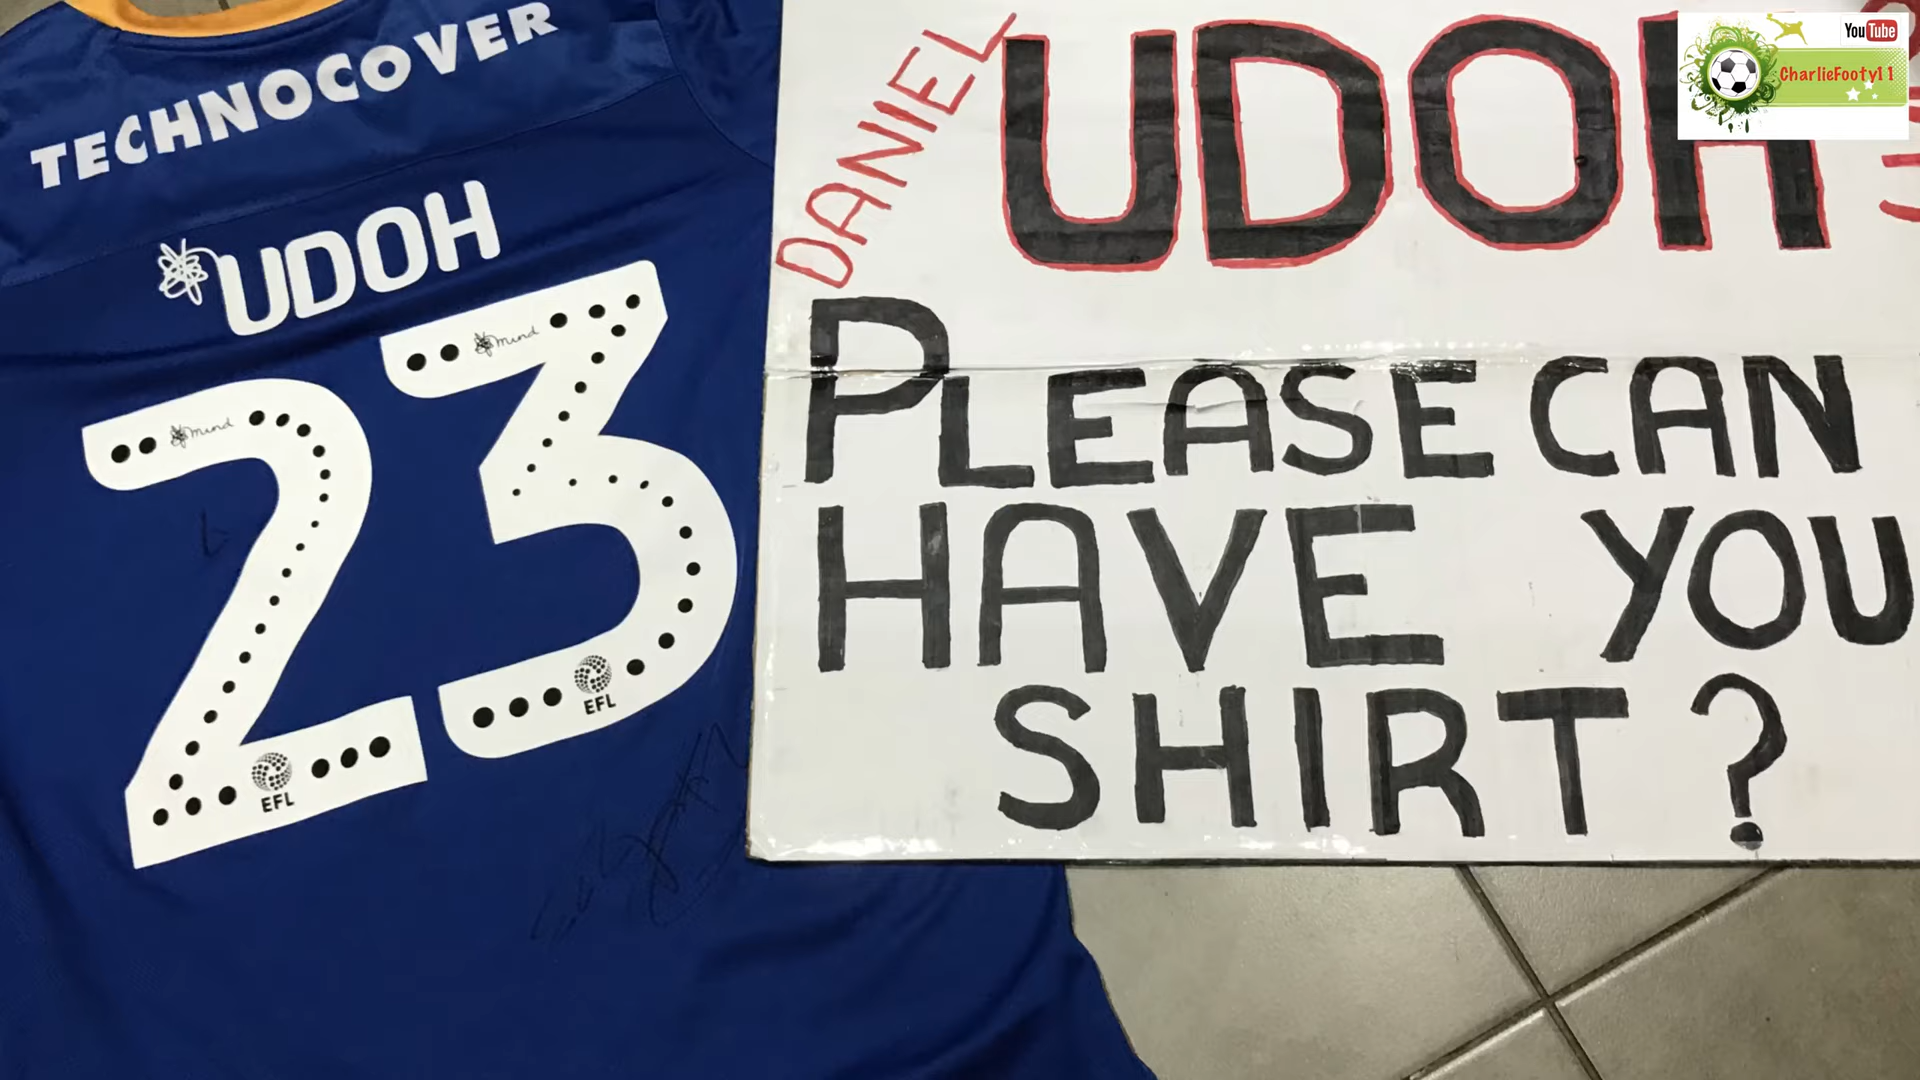 TECHNOCOVER
UDOH
23
mind
mind
EFL
EFL
DANIEL
UDOH
PLEASE CAN
HAVE YOU
SHIRT?
YouTube
CharlieFooty11